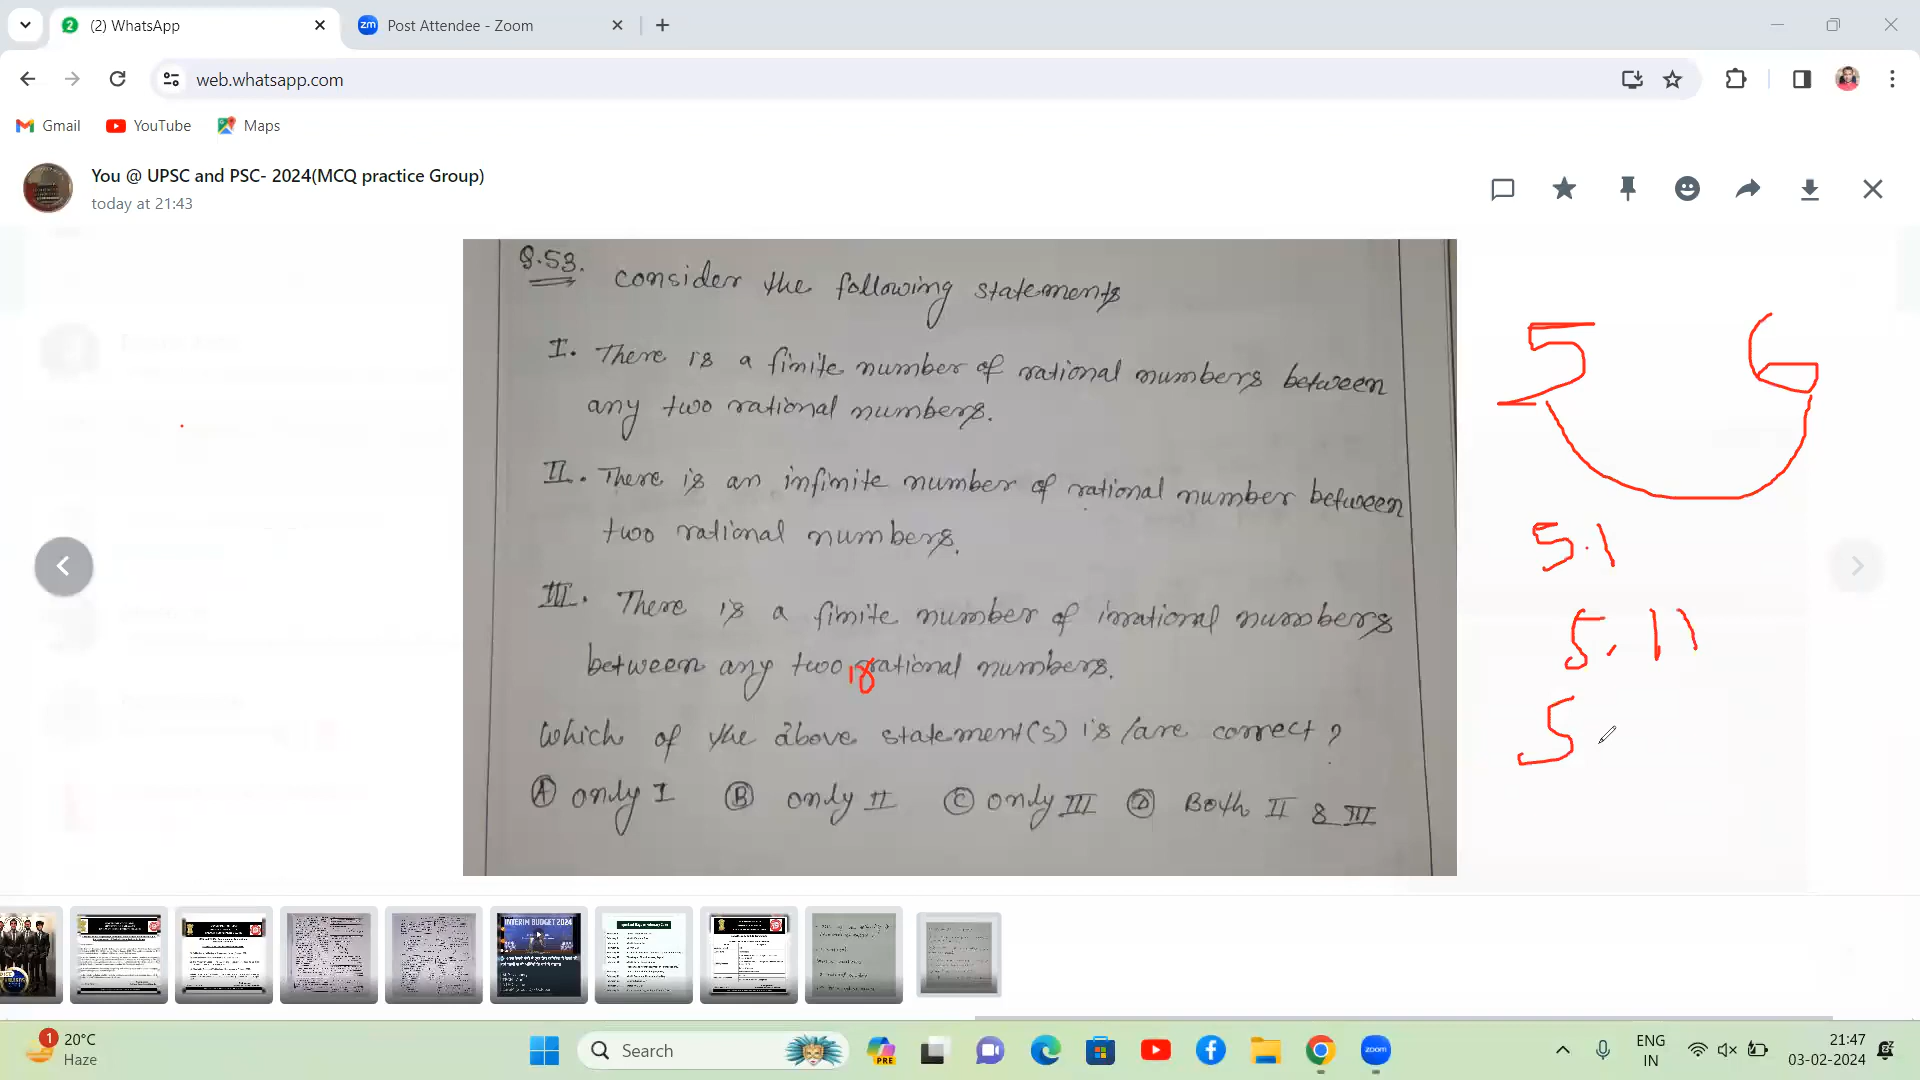 (2) WhatsApp
Post Attendee - Zoom
web.whatsapp.com
Gmail
YouTube
Maps
You @ UPSC and PSC- 2024(MCQ practice Group)
today at 21:43
Q.53. consider the following statements
I. There is a finite number of rational numbers between
any two rational numbers.
II. There is an infinite number of rational number between
two rational numbers.
III. There is a finite number of irrational numbers
between any two rational numbers.
Which of the above statement(s) is/are correct?
A only I B only II C only III D Both II & III
5 6
5.1
5.11
5
INTERIM BUDGET 2024
1
20°C
Haze
Search
PRE
zoom
ENG
IN
21:47
03-02-2024